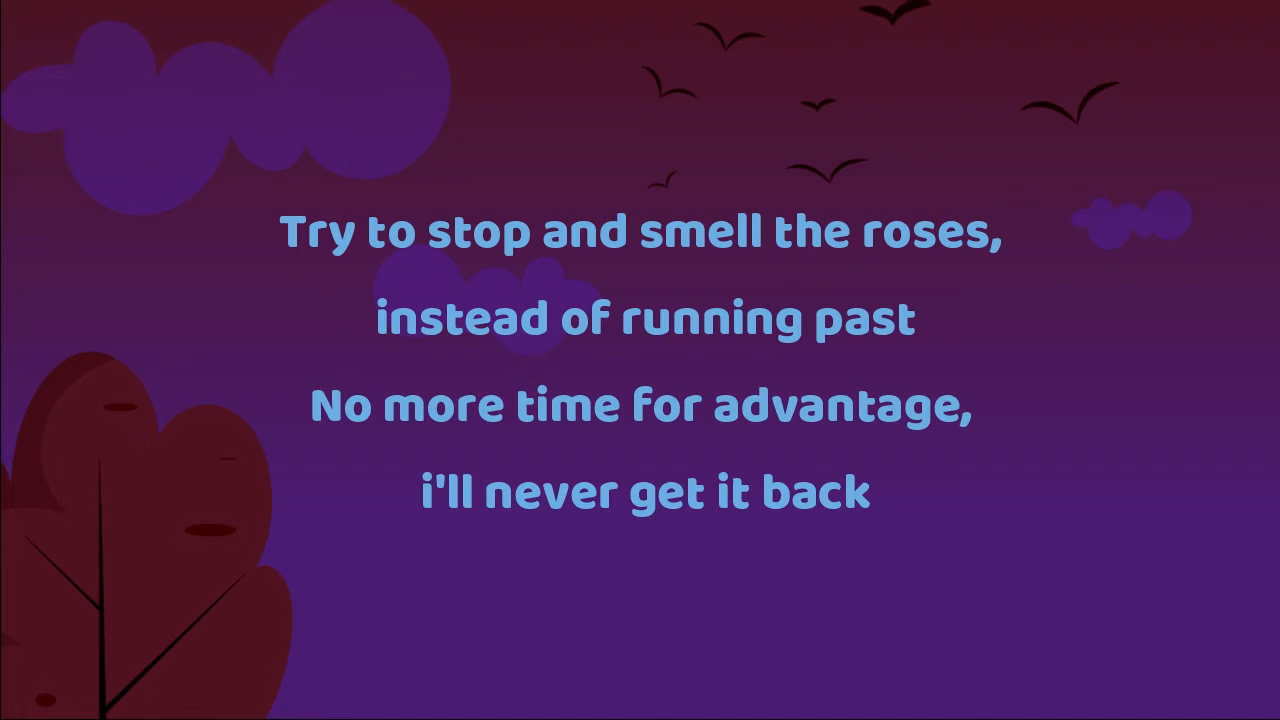 Try to stop and smell the roses,
instead of running past
No more time for advantage,
i'll never get it back